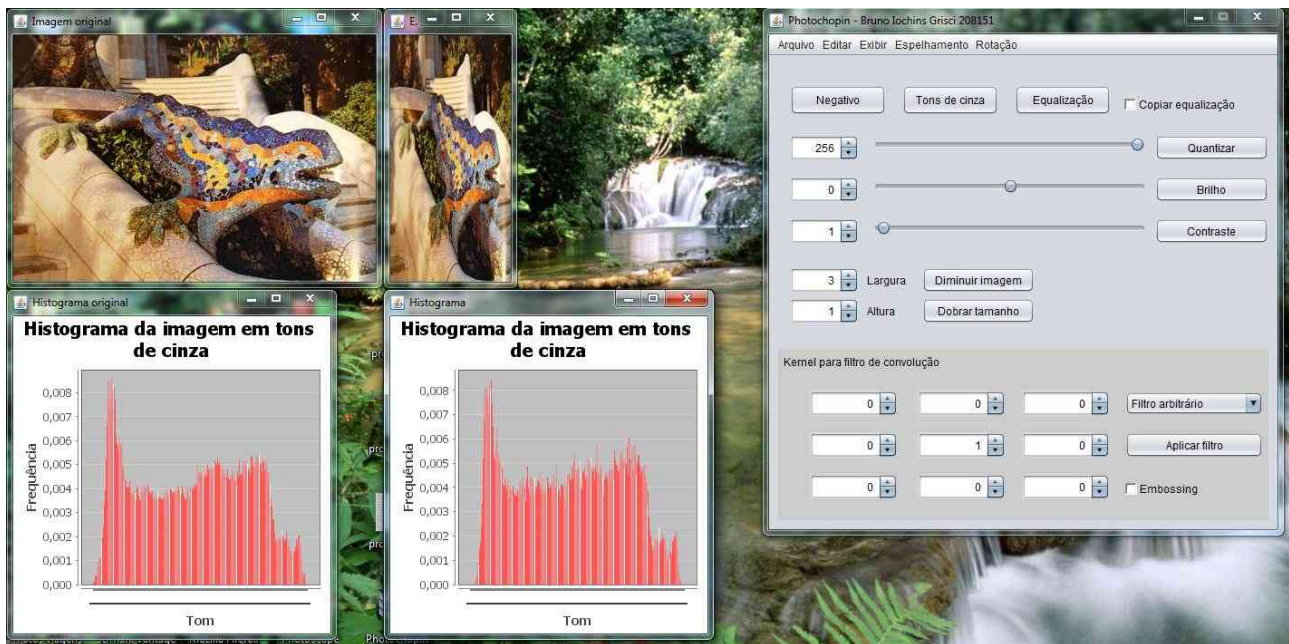 Imagem original
E.
Photochopin - Bruno Iochins Grisci 208151
Arquivo Editar Exibir Espelhamento Rotação
Negativo
Tons de cinza
Equalização
Copiar equalização
256
Quantizar
0
Brilho
1
Contraste
3
Largura
Diminuir imagem
1
Altura
Dobrar tamanho
Kernel para filtro de convolução
0
0
0
Filtro arbitrário
0
1
0
Aplicar filtro
0
0
0
Embossing
Histograma original
Histograma da imagem em tons
de cinza
Frequência
0,008
0,007
0,006
0,005
0,004
0,003
0,002
0,001
0,000
Tom
Histograma
Histograma da imagem em tons
de cinza
Frequência
0,008
0,007
0,006
0,005
0,004
0,003
0,002
0,001
0,000
Tom